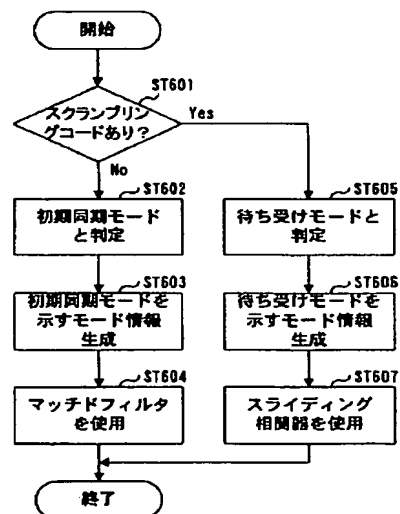 開始
ST601
スクランブリン
グコードあり?
Yes
No
ST602
初期同期モード
と判定
ST603
初期同期モードを
示すモード情報
生成
ST604
マッチドフィルタ
を使用
ST605
待ち受けモードと
判定
ST606
待ち受けモードを
示すモード情報
生成
ST607
スライディング
相関器を使用
終了